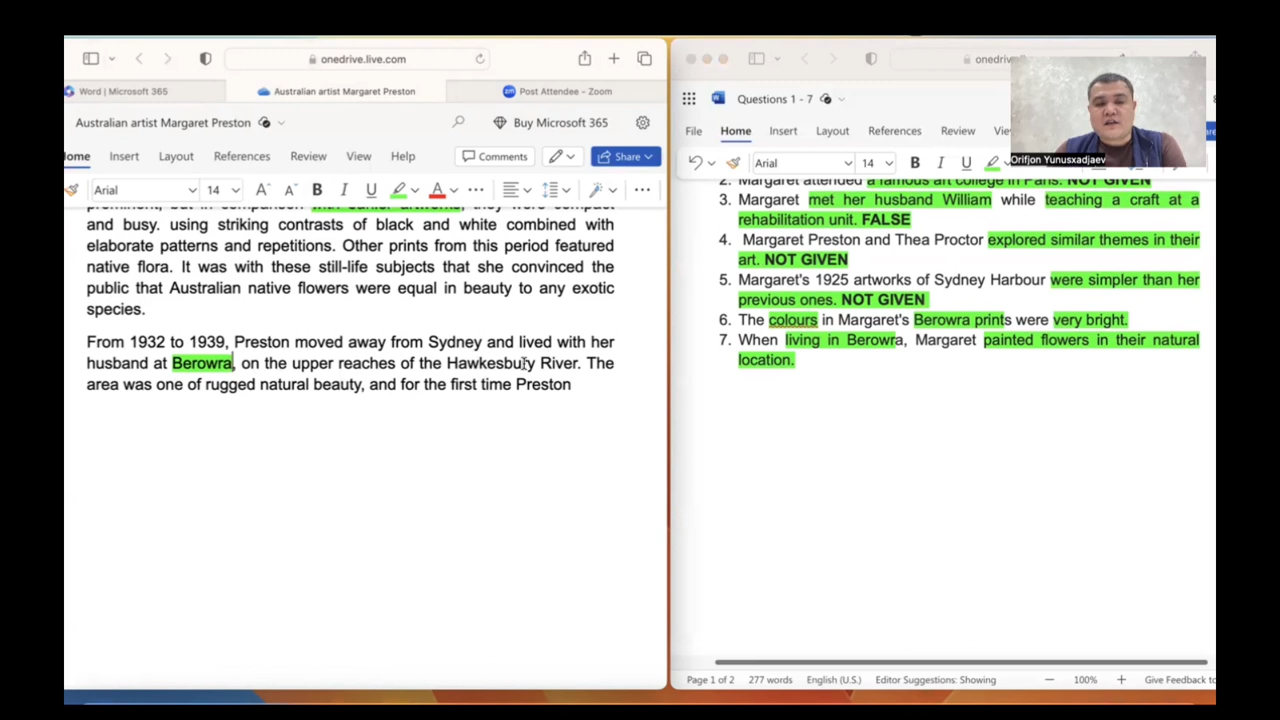 onedrive.live.com
Word | Microsoft 365
Australian artist Margaret Preston
Post Attendee - Zoom
Australian artist Margaret Preston
Buy Microsoft 365
ome
Insert
Layout
References
Review
View
Help
Comments
Share
Arial
14
and busy. using striking contrasts of black and white combined with
elaborate patterns and repetitions. Other prints from this period featured
native flora. It was with these still-life subjects that she convinced the
public that Australian native flowers were equal in beauty to any exotic
species.
From 1932 to 1939, Preston moved away from Sydney and lived with her
husband at Berowra, on the upper reaches of the Hawkesbury River. The
area was one of rugged natural beauty, and for the first time Preston
onedriv
Questions 1 - 7
File
Home
Insert
Layout
References
Review
Vie
Arial
14
Orifjon Yunusxadjaev
2. Margaret attended a famous art college in Paris. NOT GIVEN
3. Margaret met her husband William while teaching a craft at a
rehabilitation unit. FALSE
4. Margaret Preston and Thea Proctor explored similar themes in their
art. NOT GIVEN
5. Margaret's 1925 artworks of Sydney Harbour were simpler than her
previous ones. NOT GIVEN
6. The colours in Margaret's Berowra prints were very bright.
7. When living in Berowra, Margaret painted flowers in their natural
location.
Page 1 of 2
277 words
English (U.S.)
Editor Suggestions: Showing
100%
Give Feedback to